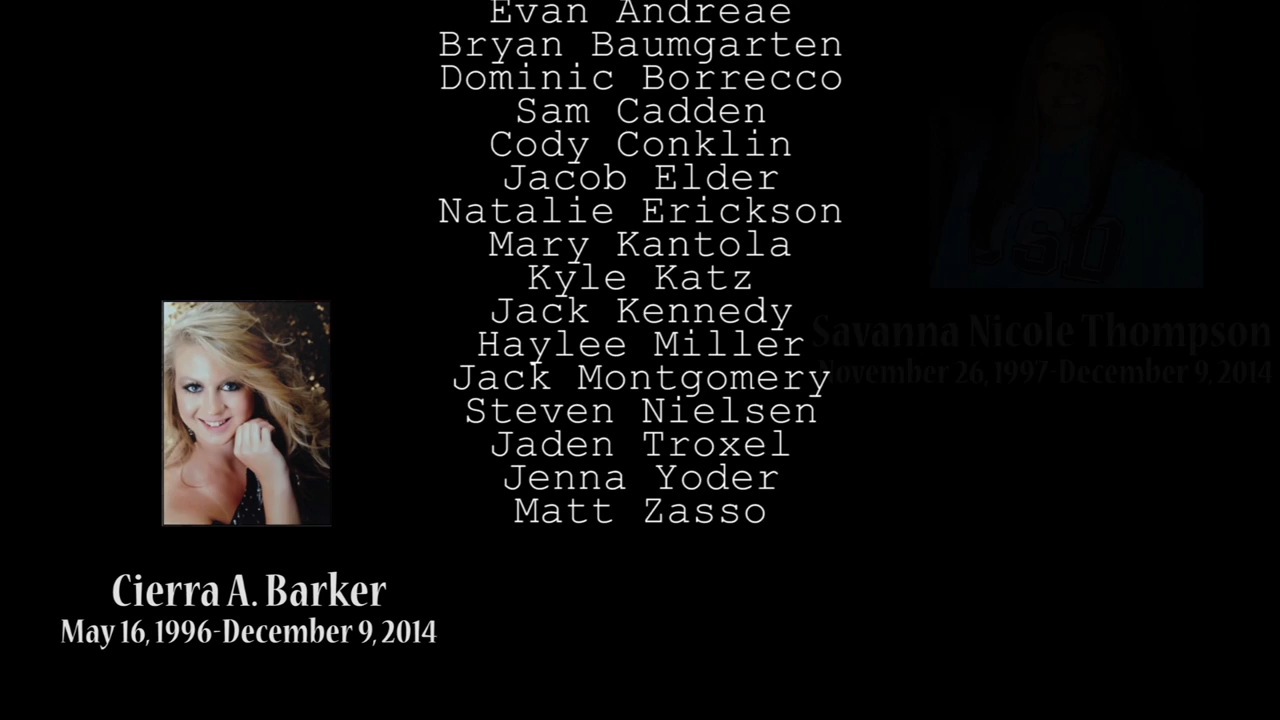 Evan Andreae
Bryan Baumgarten
Dominic Borrecco
Sam Cadden
Cody Conklin
Jacob Elder
Natalie Erickson
Mary Kantola
Kyle Katz
Jack Kennedy
Haylee Miller
Jack Montgomery
Steven Nielsen
Jaden Troxel
Jenna Yoder
Matt Zasso
Cierra A. Barker
May 16, 1996-December 9, 2014
USD
Savanna Nicole Thompson
November 26, 1997-December 9, 2014